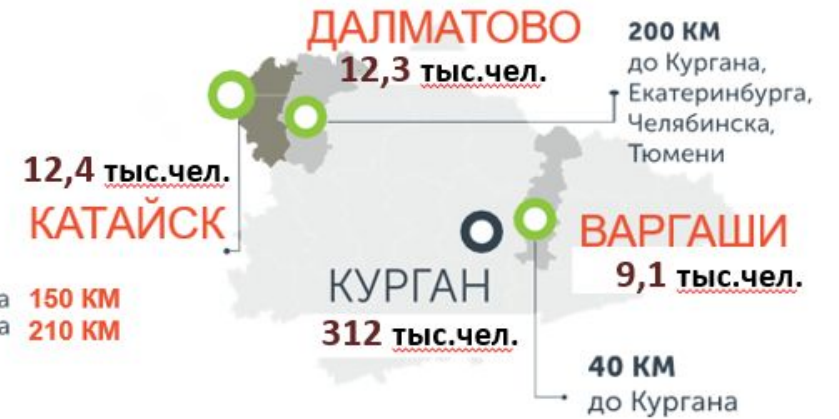 ДАЛМАТОВО
12,3 тыс.чел.
200 КМ
до Кургана,
Екатеринбурга,
Челябинска,
Тюмени
12,4 тыс.чел.
КАТАЙСК
150 КМ
210 КМ
КУРГАН
312 тыс.чел.
ВАРГАШИ
9,1 тыс.чел.
40 КМ
до Кургана